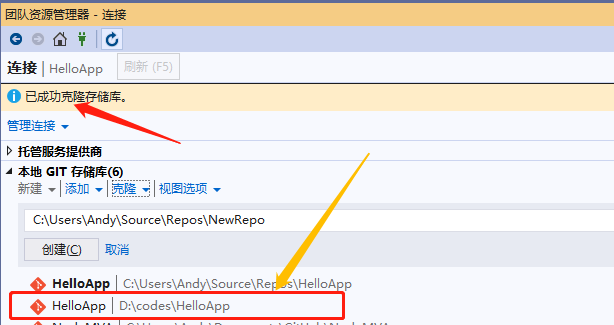 团队资源管理器 - 连接
连接 | HelloApp 刷新 (F5)
已成功克隆存储库。
管理连接
托管服务提供商
本地 GIT 存储库(6)
新建 添加 克隆 视图选项
C:\Users\Andy\Source\Repos\NewRepo
创建(C) 取消
HelloApp | C:\Users\Andy\Source\Repos\HelloApp
HelloApp | D:\codes\HelloApp